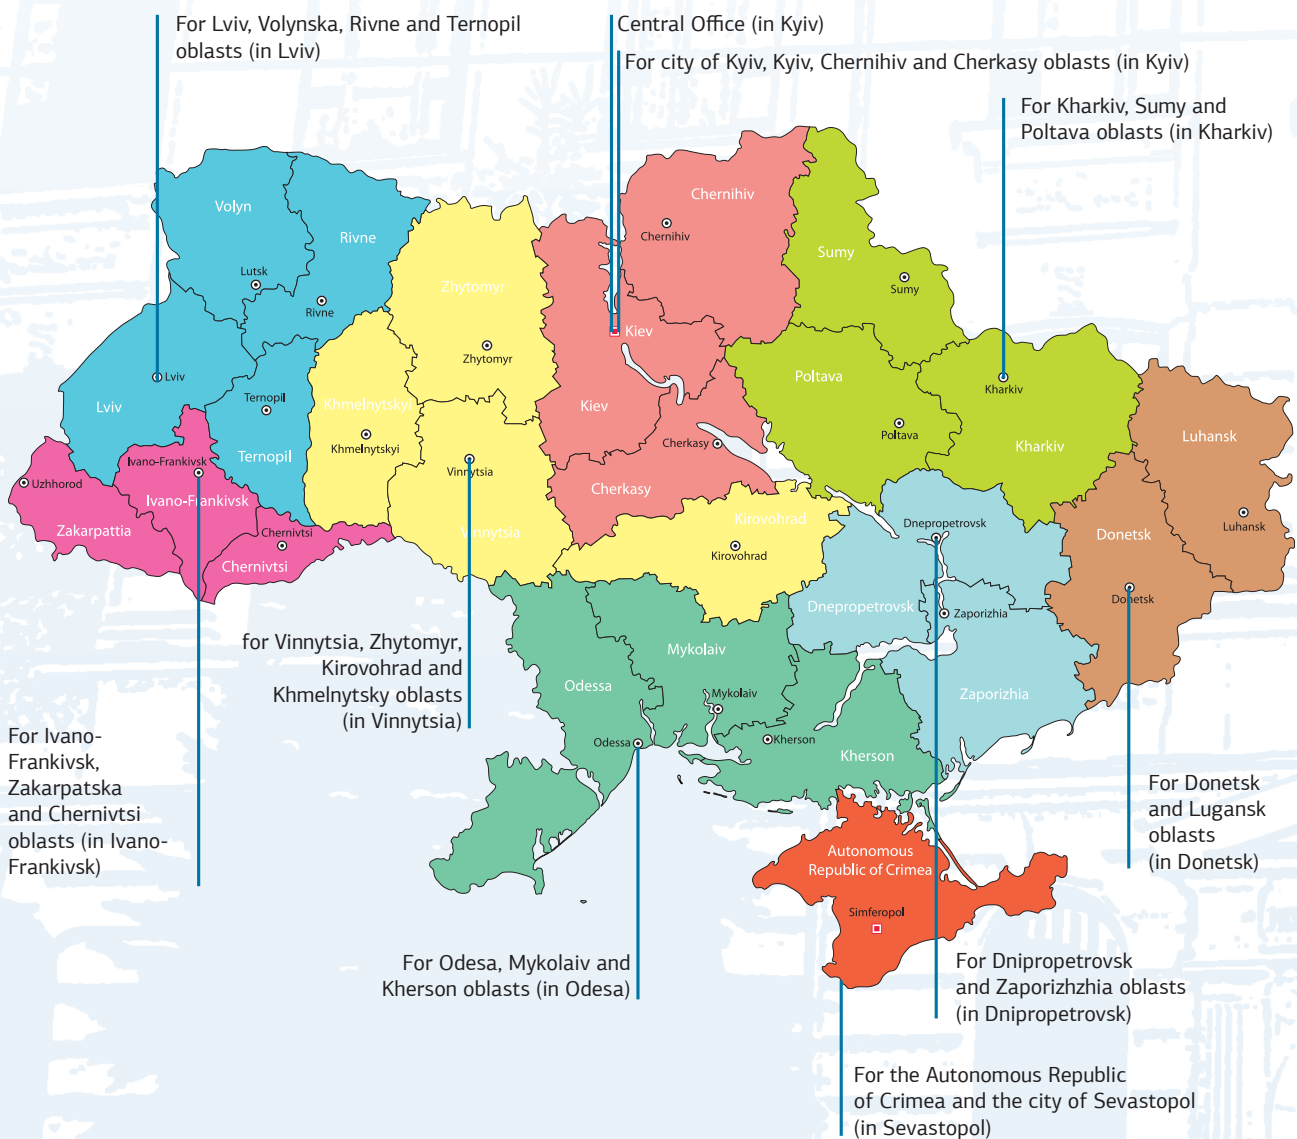 For Lviv, Volynska, Rivne and Ternopil
oblasts (in Lviv)
Central Office (in Kyiv)
For city of Kyiv, Kyiv, Chernihiv and Cherkasy oblasts (in Kyiv)
For Kharkiv, Sumy and
Poltava oblasts (in Kharkiv)
Volyn
Rivne
Lutsk
Rivne
Zhytomyr
Zhytomyr
Chernihiv
Chernihiv
Sumy
Sumy
Kiev
Kiev
Lviv
Lviv
Ternopil
Ternopil
Khmelnytskyi
Khmelnytskyi
Poltava
Poltava
Kharkiv
Kharkiv
Luhansk
Luhansk
Cherkasy
Cherkasy
Vinnytsia
Vinnytsia
Ivano-Frankivsk
Ivano-Frankivsk
Uzhhorod
Zakarpattia
Chernivtsi
Chernivtsi
Kirovohrad
Kirovohrad
Dnepropetrovsk
Dnepropetrovsk
Donetsk
Donetsk
Zaporizhia
Zaporizhia
Mykolaiv
Mykolaiv
Odessa
Odessa
Kherson
Kherson
Autonomous
Republic of Crimea
Simferopol
for Vinnytsia, Zhytomyr,
Kirovohrad and
Khmelnytsky oblasts
(in Vinnytsia)
For Ivano-
Frankivsk,
Zakarpatska
and Chernivtsi
oblasts (in Ivano-
Frankivsk)
For Donetsk
and Lugansk
oblasts
(in Donetsk)
For Odesa, Mykolaiv and
Kherson oblasts (in Odesa)
For Dnipropetrovsk
and Zaporizhzhia oblasts
(in Dnipropetrovsk)
For the Autonomous Republic
of Crimea and the city of Sevastopol
(in Sevastopol)